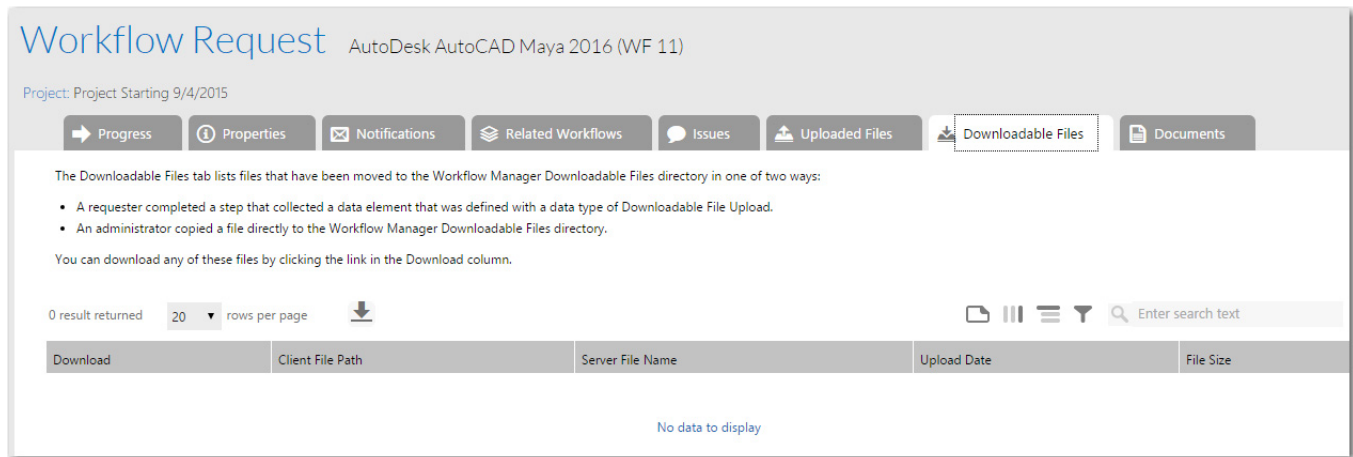 Workflow Request AutoDesk AutoCAD Maya 2016 (WF 11)
Project: Project Starting 9/4/2015
Progress Properties Notifications Related Workflows Issues Uploaded Files Downloadable Files Documents
The Downloadable Files tab lists files that have been moved to the Workflow Manager Downloadable Files directory in one of two ways:
• A requester completed a step that collected a data element that was defined with a data type of Downloadable File Upload.
• An administrator copied a file directly to the Workflow Manager Downloadable Files directory.
You can download any of these files by clicking the link in the Download column.
0 result returned 20 rows per page Enter search text
Download Client File Path Server File Name Upload Date File Size
No data to display